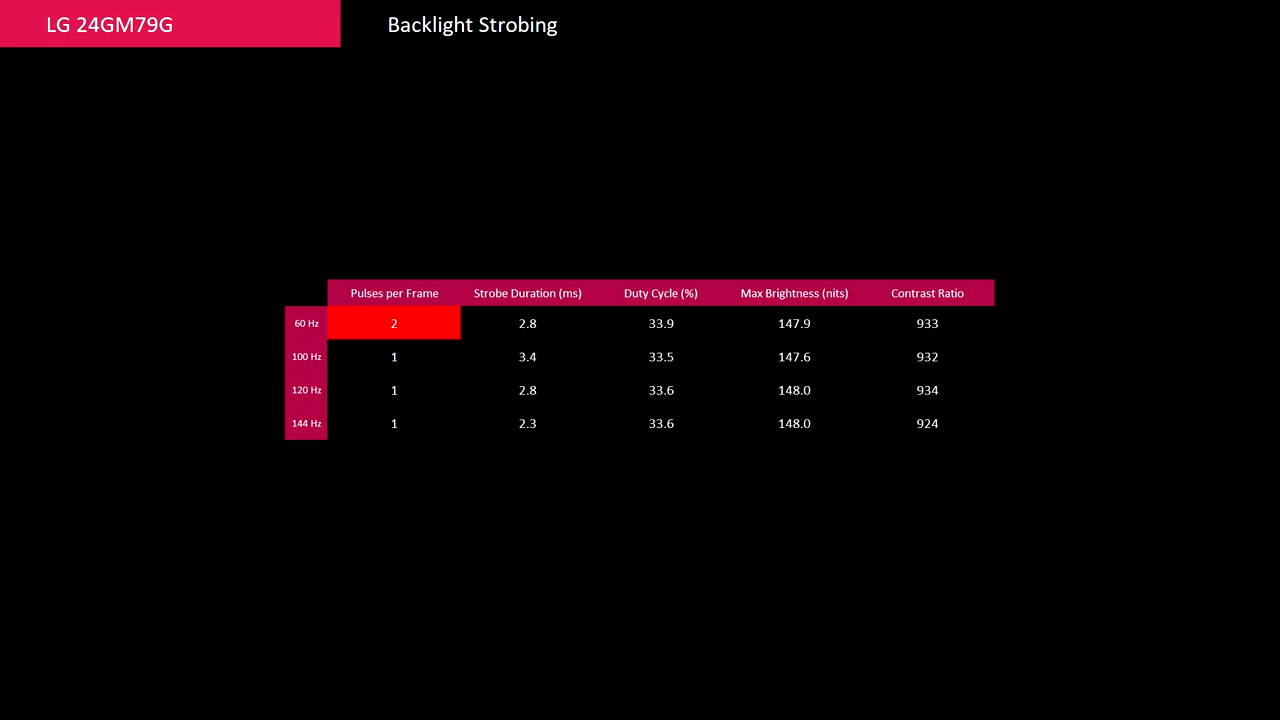 LG 24GM79G
Backlight Strobing
Pulses per Frame Strobe Duration (ms) Duty Cycle (%) Max Brightness (nits) Contrast Ratio
60 Hz 2 2.8 33.9 147.9 933
100 Hz 1 3.4 33.5 147.6 932
120 Hz 1 2.8 33.6 148.0 934
144 Hz 1 2.3 33.6 148.0 924